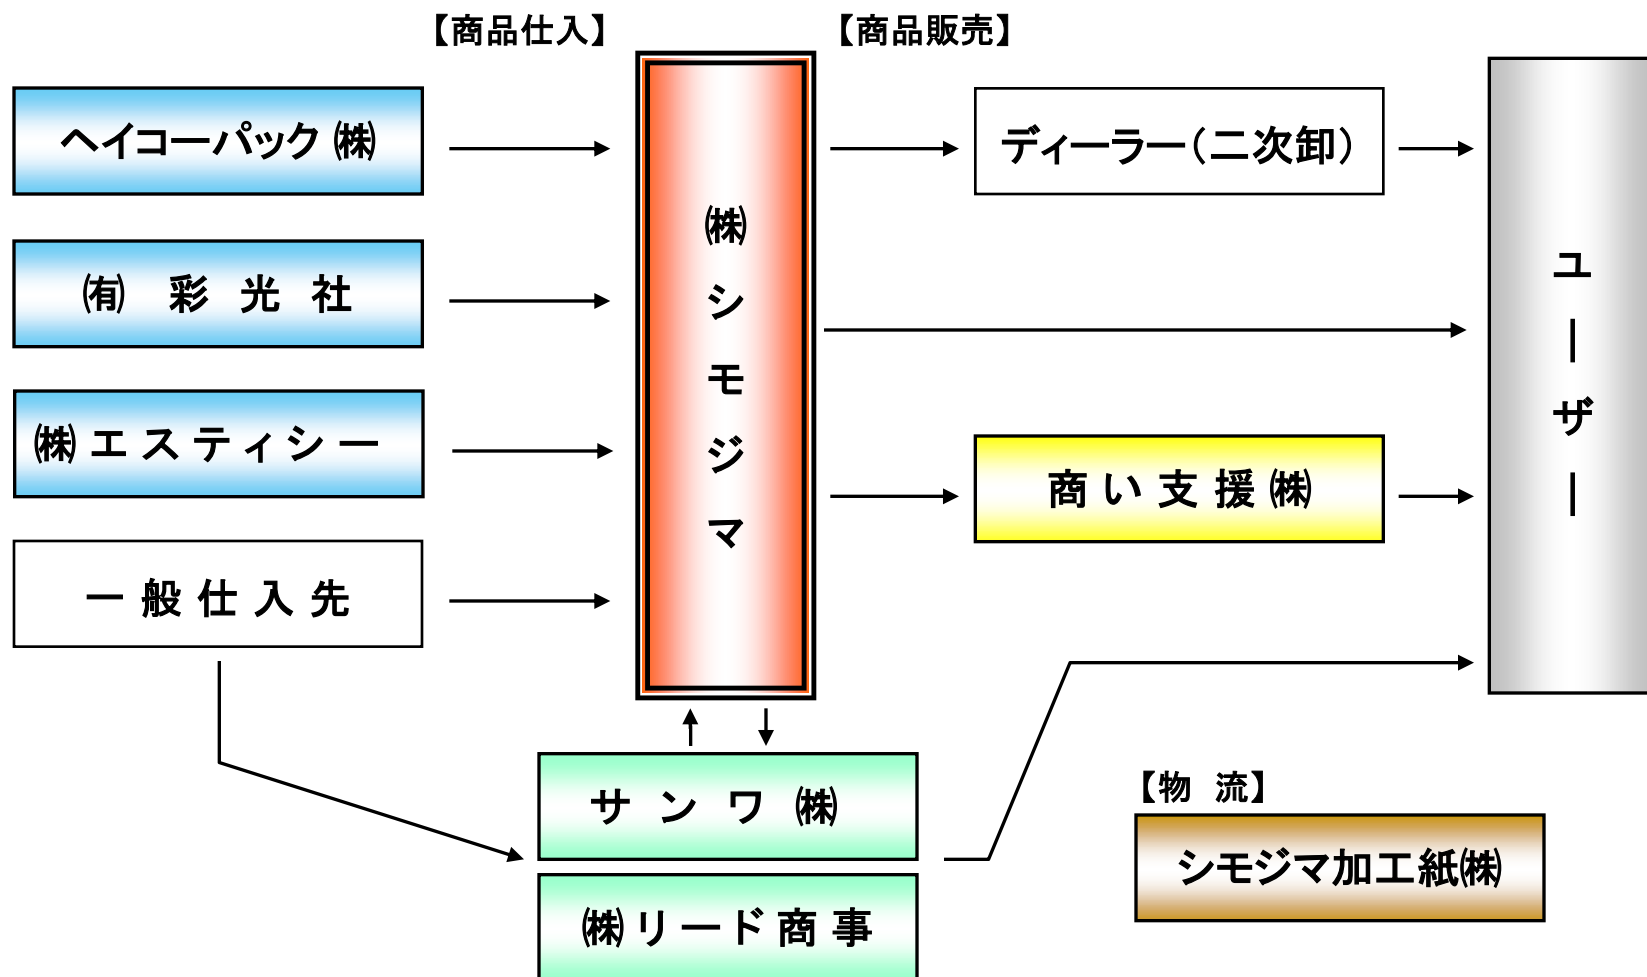 【商品仕入】
【商品販売】
ヘイコーパック㈱
㈲ 彩光社
㈱エスティシー
一般仕入先
㈱シモジマ
ディーラー(二次卸)
商い支援㈱
ユーザー
サンワ㈱
㈱リード商事
【物 流】
シモジマ加工紙㈱